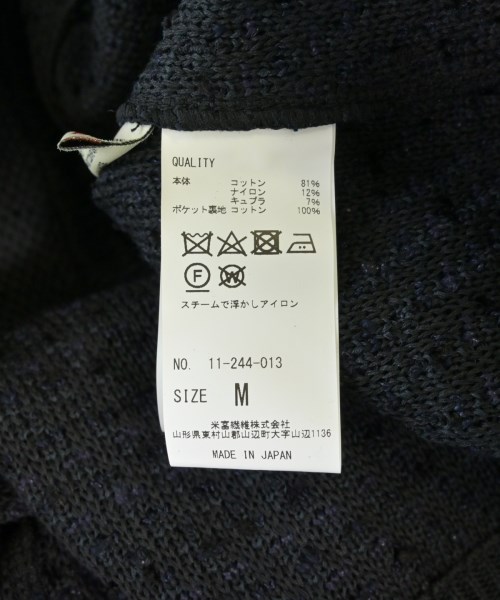 QUALITY
本体 コットン 81%
ナイロン 12%
キュプラ 7%
ポケット裏地 コットン 100%
F
W
スチームで浮かしアイロン
NO. 11-244-013
SIZE M
米富繊維株式会社
山形県東村山郡山辺町大字山辺1136
MADE IN JAPAN